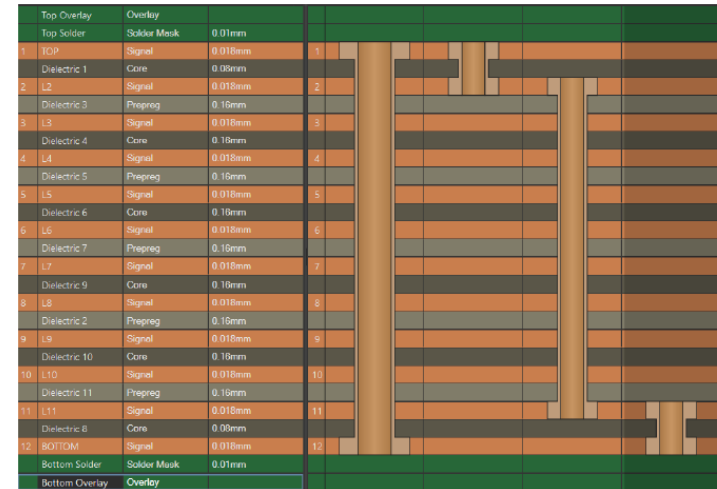 Top Overlay Overlay
Top Solder Solder Mask 0.01mm
1 TOP Signal 0.018mm 1
Dielectric 1 Core 0.08mm
2 L2 Signal 0.018mm 2
Dielectric 3 Prepreg 0.16mm
3 L3 Signal 0.018mm 3
Dielectric 4 Core 0.16mm
4 L4 Signal 0.018mm 4
Dielectric 5 Prepreg 0.16mm
5 L5 Signal 0.018mm 5
Dielectric 6 Core 0.16mm
6 L6 Signal 0.018mm 6
Dielectric 7 Prepreg 0.16mm
7 L7 Signal 0.018mm 7
Dielectric 9 Core 0.16mm
8 L8 Signal 0.018mm 8
Dielectric 2 Prepreg 0.16mm
9 L9 Signal 0.018mm 9
Dielectric 10 Core 0.16mm
10 L10 Signal 0.018mm 10
Dielectric 11 Prepreg 0.16mm
11 L11 Signal 0.018mm 11
Dielectric 8 Core 0.08mm
12 BOTTOM Signal 0.018mm 12
Bottom Solder Solder Mask 0.01mm
Bottom Overlay Overlay